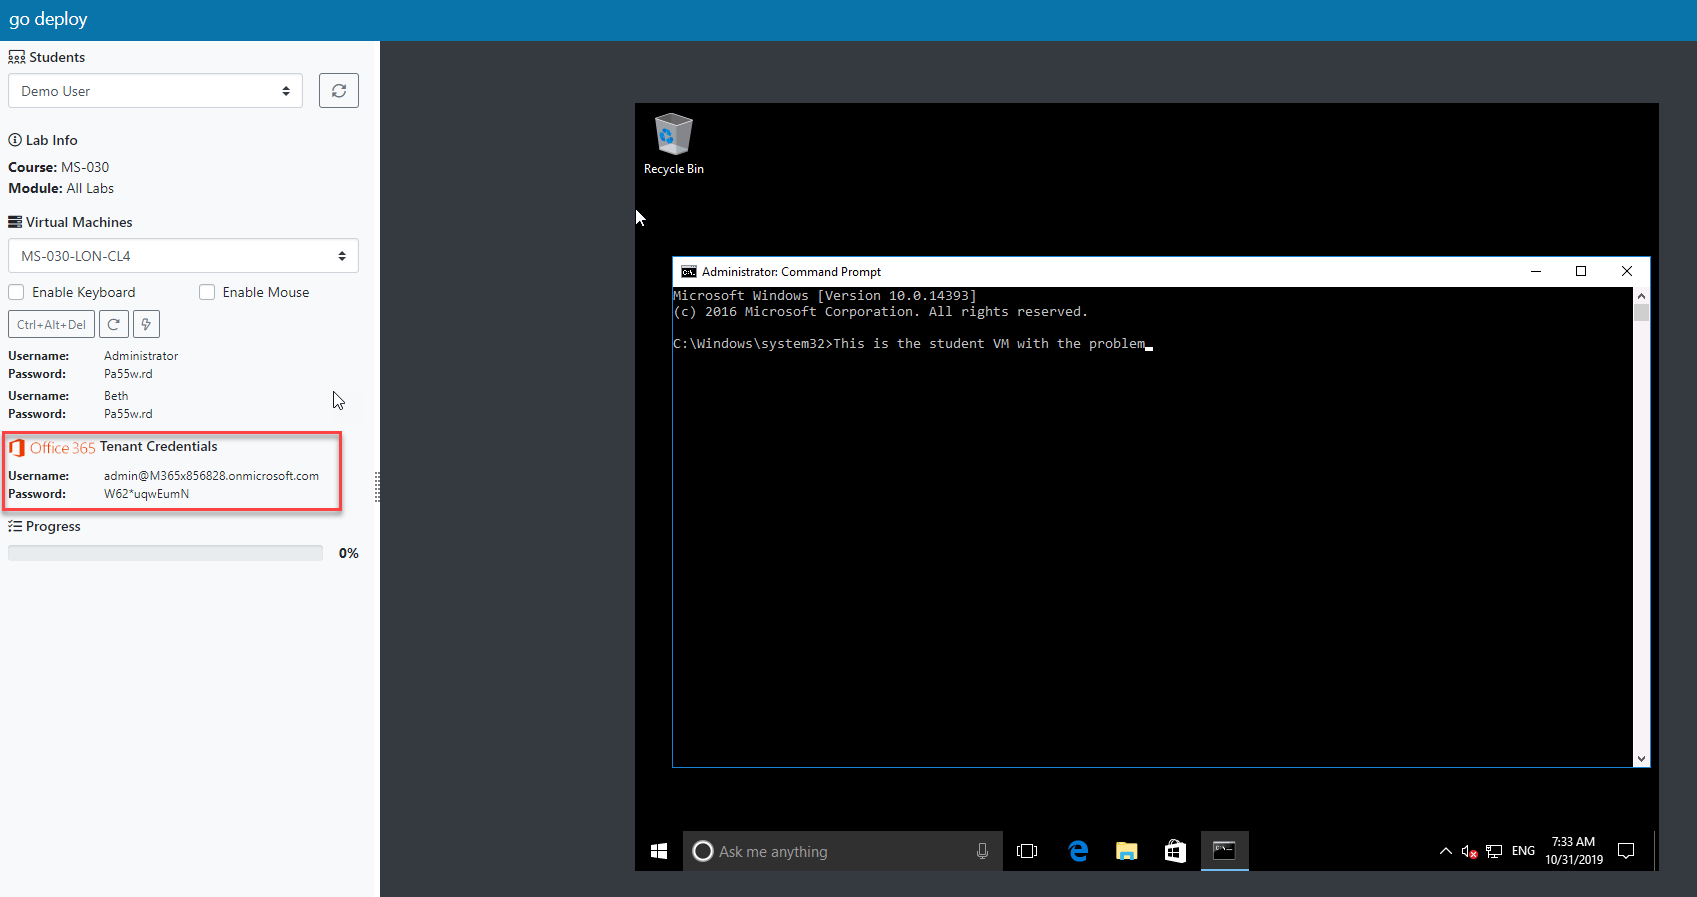 go deploy
Students
Demo User
Lab Info
Course: MS-030
Module: All Labs
Virtual Machines
MS-030-LON-CL4
Enable Keyboard
Enable Mouse
Ctrl+Alt+Del
Username: Administrator
Password: Pa55w.rd
Username: Beth
Password: Pa55w.rd
Office 365 Tenant Credentials
Username: admin@M365x856828.onmicrosoft.com
Password: W62*uqwEumN
Progress
0%
Recycle Bin
Administrator: Command Prompt
Microsoft Windows [Version 10.0.14393]
(c) 2016 Microsoft Corporation. All rights reserved.
C:\Windows\system32>This is the student VM with the problem
Ask me anything
ENG
7:33 AM
10/31/2019